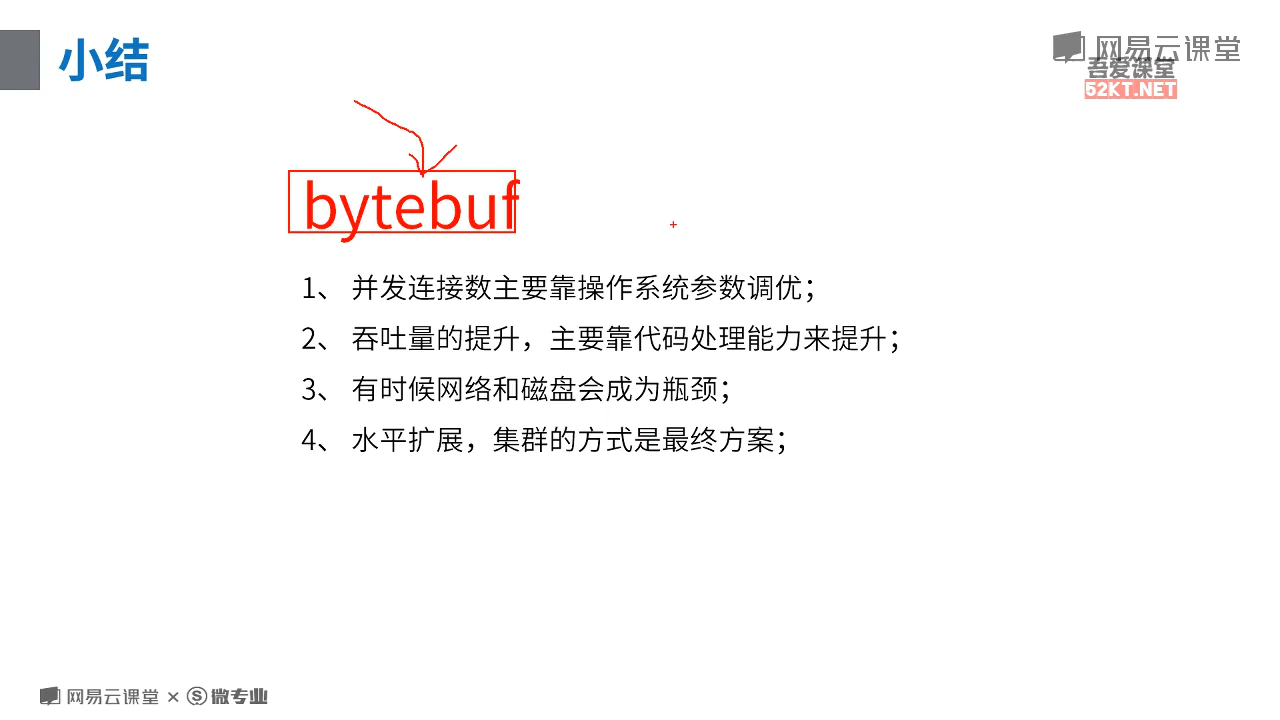 小结
网易云课堂
吾爱课堂
52KT.NET
bytebuf
1、 并发连接数主要靠操作系统参数调优；
2、 吞吐量的提升，主要靠代码处理能力来提升；
3、 有时候网络和磁盘会成为瓶颈；
4、 水平扩展，集群的方式是最终方案；
网易云课堂 × S 微专业